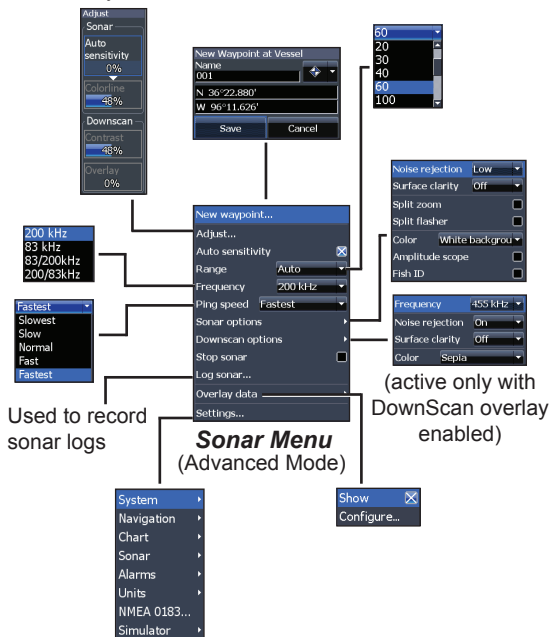 Adjust
Sonar
Auto
sensitivity
0%
Colorline
48%
Downscan
Contrast
48%
Overlay
0%
New Waypoint at Vessel
Name
001
N 36°22.880'
W 96°11.626'
Save Cancel
60
20
30
40
60
100
Noise rejection Low
Surface clarity Off
Split zoom
Split flasher
Color White backgrou
Amplitude scope
Fish ID
200 kHz
83 kHz
83/200kHz
200/83kHz
New waypoint...
Adjust...
Auto sensitivity
Range Auto
Frequency 200 kHz
Ping speed Fastest
Sonar options
Downscan options
Stop sonar
Log sonar...
Overlay data
Settings...
Fastest
Slowest
Slow
Normal
Fast
Fastest
Frequency 455 kHz
Noise rejection On
Surface clarity Off
Color Sepia
(active only with
DownScan overlay
enabled)
Used to record
sonar logs
Sonar Menu
(Advanced Mode)
System
Navigation
Chart
Sonar
Alarms
Units
NMEA 0183...
Simulator
Show
Configure...